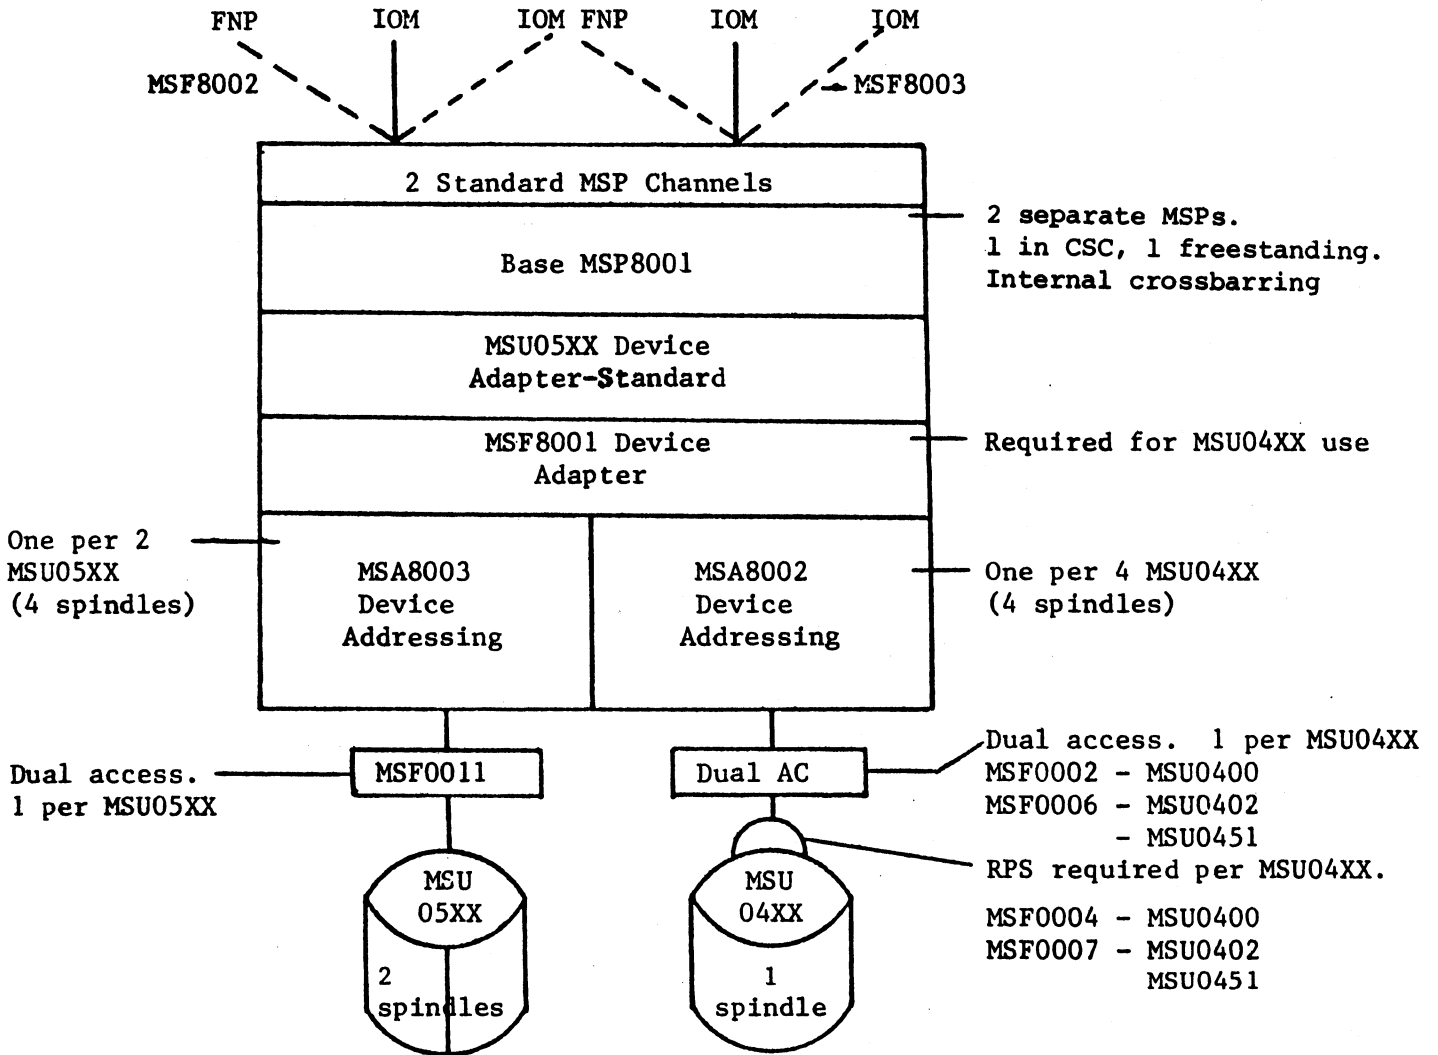 FNP IOM IOM FNP IOM IOM
MSF8002
MSF8003
2 Standard MSP Channels
2 separate MSPs.
1 in CSC, 1 freestanding.
Internal crossbarring
Base MSP8001
MSU05XX Device
Adapter-Standard
MSF8001 Device
Adapter
Required for MSU04XX use
One per 2
MSU05XX
(4 spindles)
MSA8003
Device
Addressing
MSA8002
Device
Addressing
One per 4 MSU04XX
(4 spindles)
Dual access.
1 per MSU05XX
MSF0011
Dual AC
Dual access. 1 per MSU04XX
MSF0002 - MSU0400
MSF0006 - MSU0402
- MSU0451
RPS required per MSU04XX.
MSF0004 - MSU0400
MSF0007 - MSU0402
MSU0451
MSU
05XX
2
spindles
MSU
04XX
1
spindle